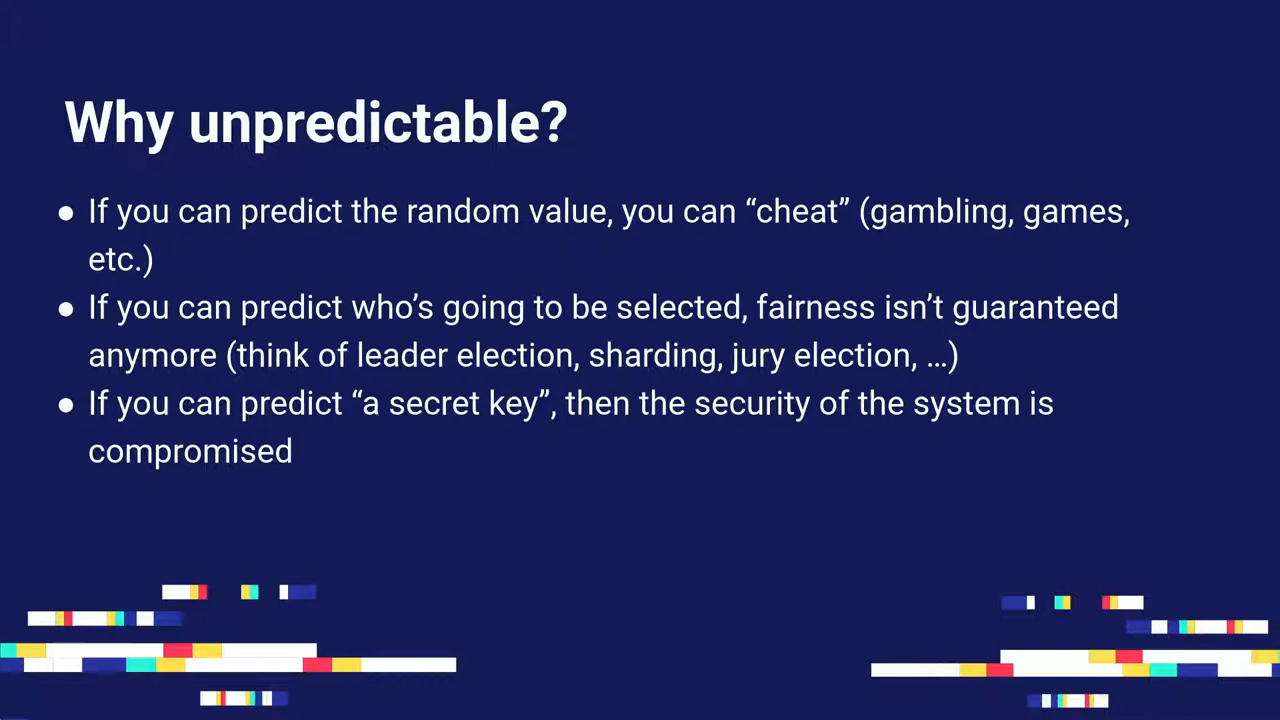 Why unpredictable?
● If you can predict the random value, you can “cheat” (gambling, games,
etc.)
● If you can predict who’s going to be selected, fairness isn’t guaranteed
anymore (think of leader election, sharding, jury election, …)
● If you can predict “a secret key”, then the security of the system is
compromised